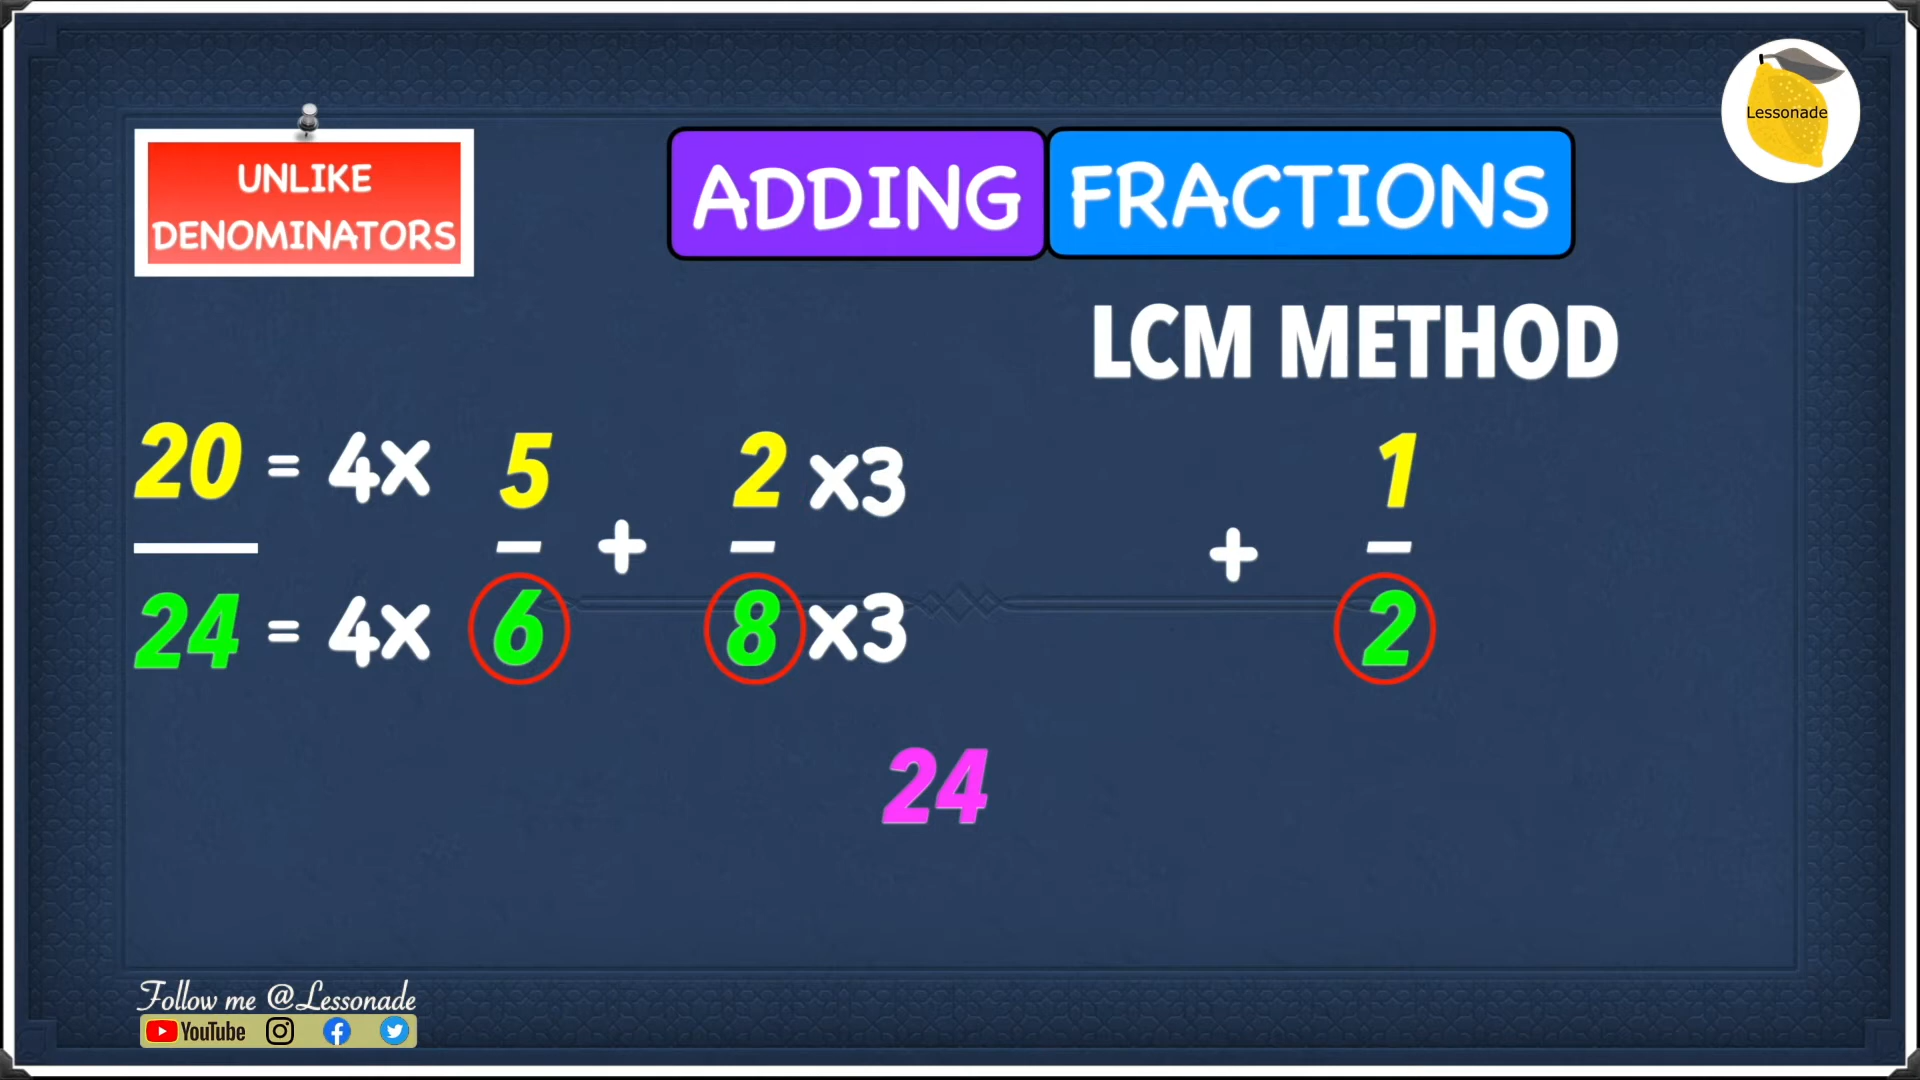 Lessonade
UNLIKE
DENOMINATORS
ADDING FRACTIONS
LCM METHOD
20 = 4x 5 2 x3 1
+ +
24 = 4x 6 8 x3 2
24
Follow me @Lessonade
YouTube